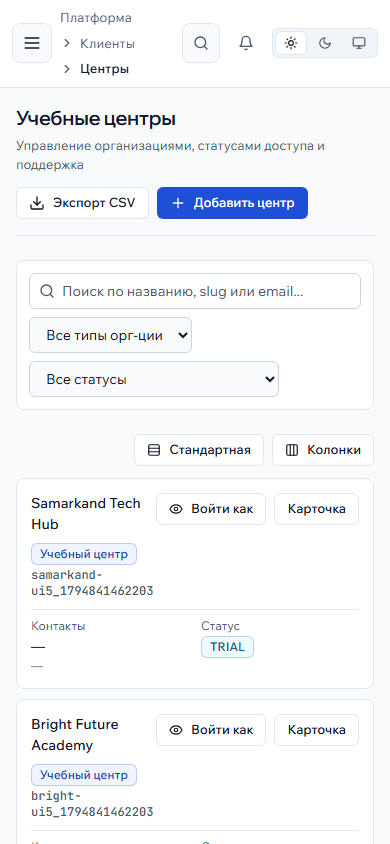 Платформа
Клиенты
Центры
Учебные центры
Управление организациями, статусами доступа и
поддержка
Экспорт CSV
Добавить центр
Поиск по названию, slug или email...
Все типы орг-ции
Все статусы
Стандартная
Колонки
Samarkand Tech
Hub
Войти как
Карточка
Учебный центр
samarkand-
ui5_1794841462203
Контакты
Статус
—
TRIAL
—
Bright Future
Academy
Войти как
Карточка
Учебный центр
bright-
ui5_1794841462203